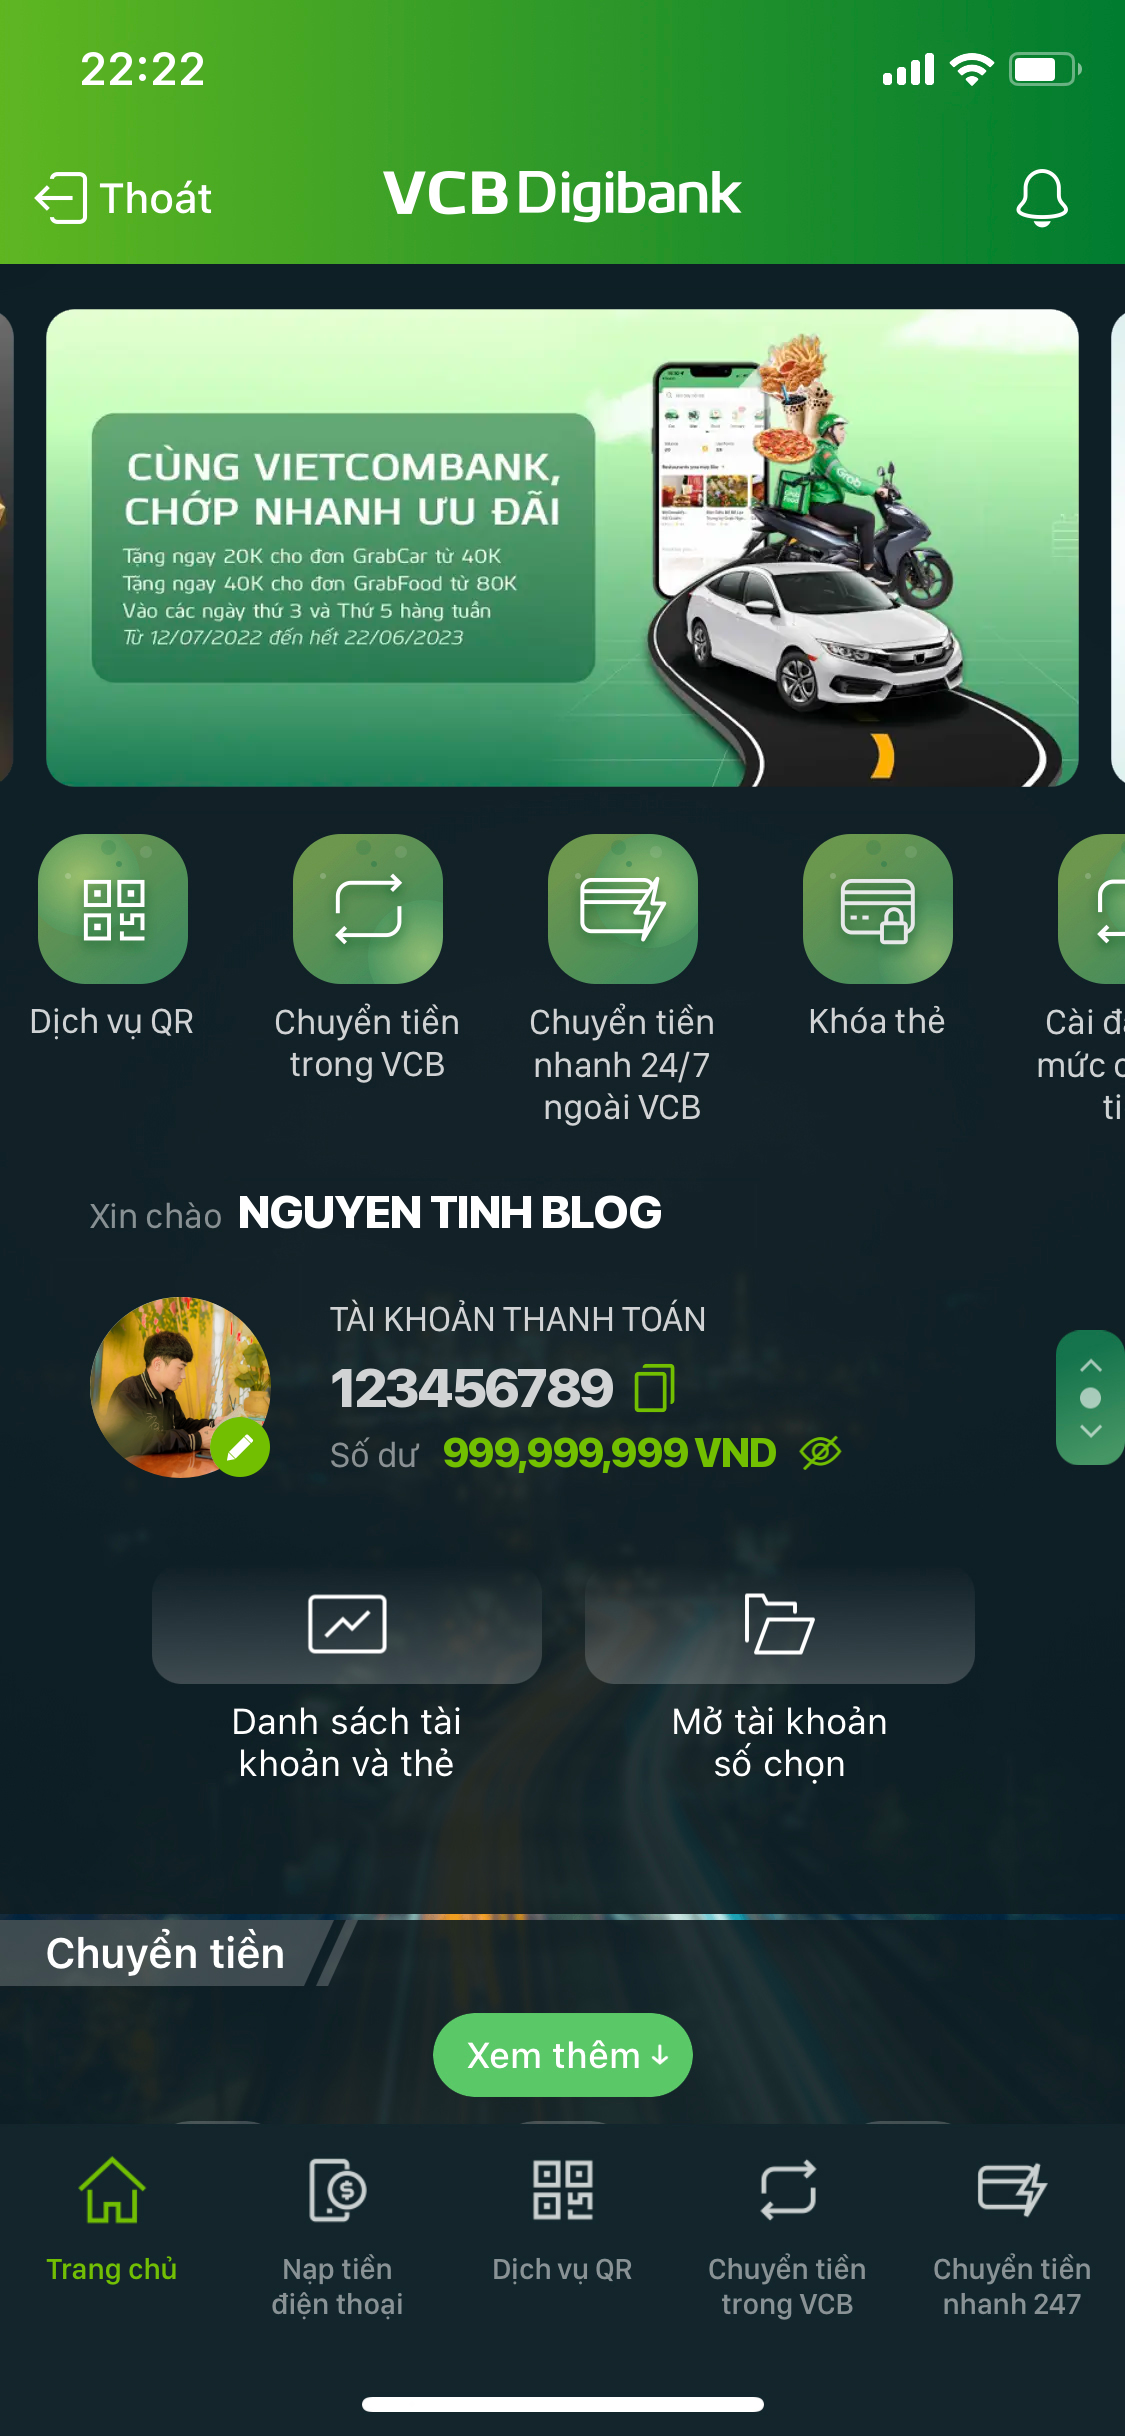 22:22
Thoát
VCB Digibank
CÙNG VIETCOMBANK,
CHỚP NHANH ƯU ĐÃI
Tặng ngay 20K cho đơn GrabCar từ 40K
Tặng ngay 40K cho đơn GrabFood từ 80K
Vào các ngày thứ 3 và Thứ 5 hàng tuần
Từ 12/07/2022 đến hết 22/06/2023
Grab
Grab
Food
Dịch vụ QR
Chuyển tiền
trong VCB
Chuyển tiền
nhanh 24/7
ngoài VCB
Khóa thẻ
Cài
mức
Xin chào NGUYEN TINH BLOG
TÀI KHOẢN THANH TOÁN
123456789
Số dư 999,999,999 VND
Danh sách tài
khoản và thẻ
Mở tài khoản
số chọn
Chuyển tiền
Xem thêm ↓
Trang chủ
Nạp tiền
điện thoại
Dịch vụ QR
Chuyển tiền
trong VCB
Chuyển tiền
nhanh 247